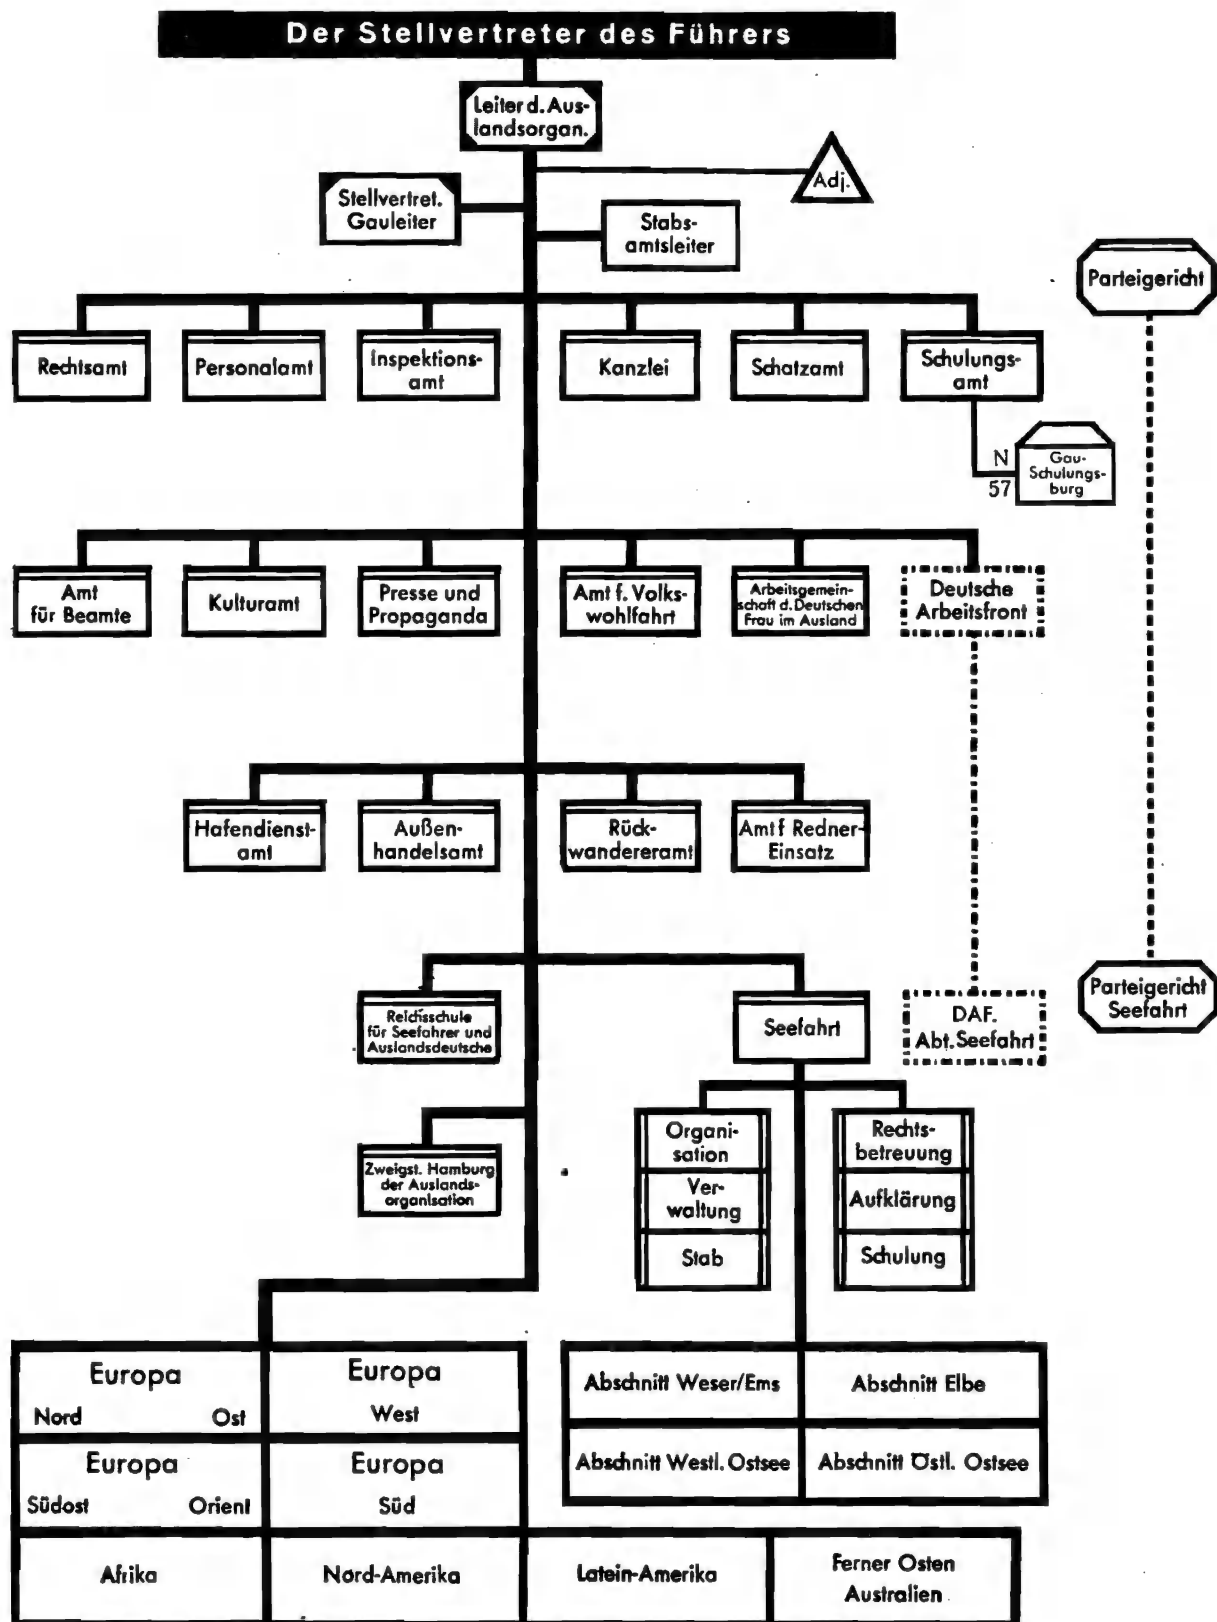 Der Stellvertreter des Führers
Leiter d. Aus-
landsorgan.
Adj.
Stellvertret.
Gauleiter
Stabs-
amtsleiter
Parteigericht
Rechtsamt
Personalamt
Inspektions-
amt
Kanzlei
Schatzamt
Schulungs-
amt
N
57
Gau-
Schulungs-
burg
Amt
für Beamte
Kulturamt
Presse und
Propaganda
Amt f. Volks-
wohlfahrt
Arbeitsgemein-
schaft d. Deutschen
Frau im Ausland
Deutsche
Arbeitsfront
Hafendienst-
amt
Außen-
handelsamt
Rück-
wandereramt
Amt f Redner-
Einsatz
Reichsschule
für Seefahrer und
Auslandsdeutsche
Seefahrt
DAF.
Abt. Seefahrt
Parteigericht
Seefahrt
Zweigst. Hamburg
der Auslands-
organisation
Organi-
sation
Ver-
waltung
Stab
Rechts-
betreuung
Aufklärung
Schulung
Europa
Nord Ost
Europa
West
Europa
Südost Orient
Europa
Süd
Afrika
Nord-Amerika
Latein-Amerika
Ferner Osten
Australien
Abschnitt Weser/Ems
Abschnitt Elbe
Abschnitt Westl. Ostsee
Abschnitt Östl. Ostsee